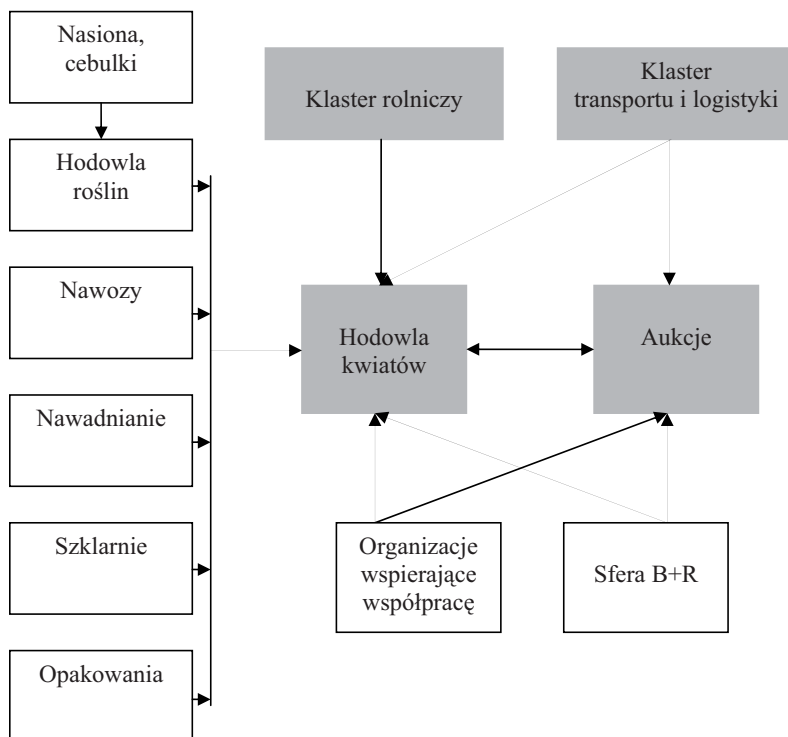 Nasiona,
cebulki
Klaster rolniczy
Klaster
transportu i logistyki
Hodowla
roślin
Nawozy
Hodowla
kwiatów
Aukcje
Nawadnianie
Szklarnie
Organizacje
wspierające
współpracę
Sfera B+R
Opakowania